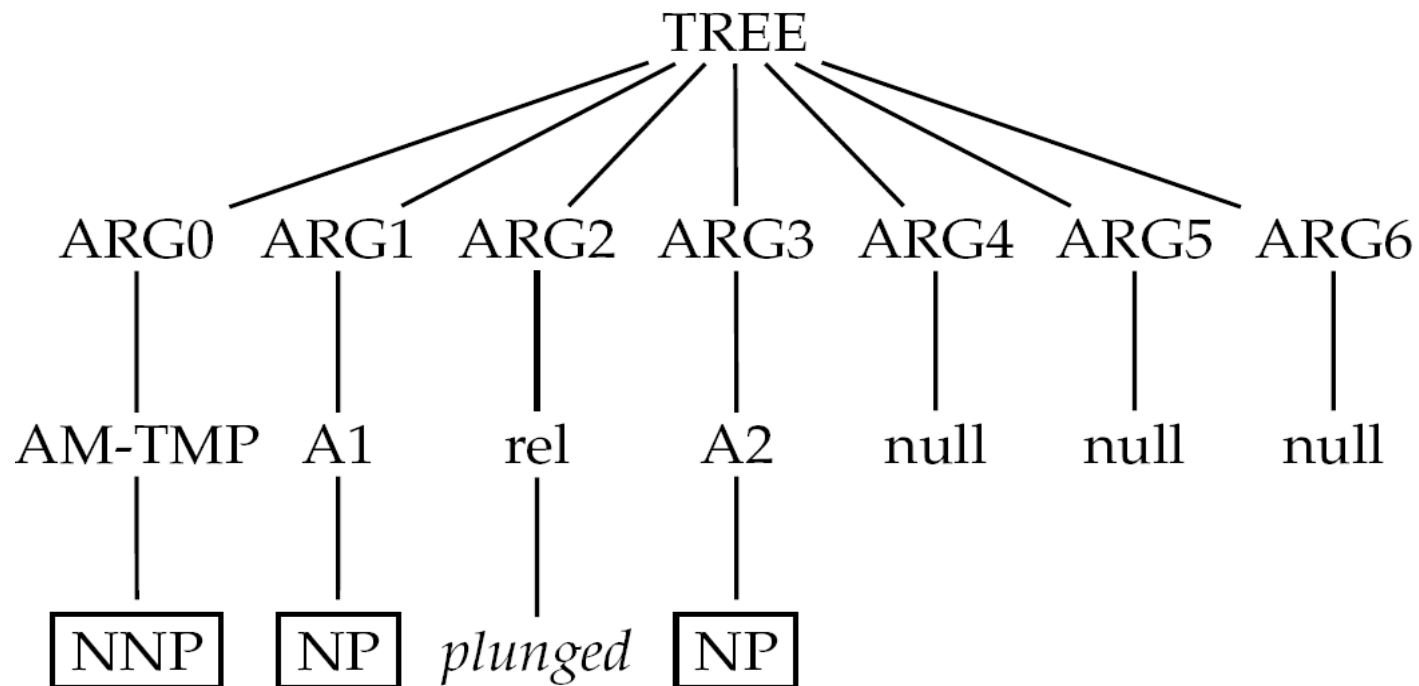 TREE
ARG0 ARG1 ARG2 ARG3 ARG4 ARG5 ARG6
AM-TMP A1 rel A2 null null null
NNP NP plunged NP